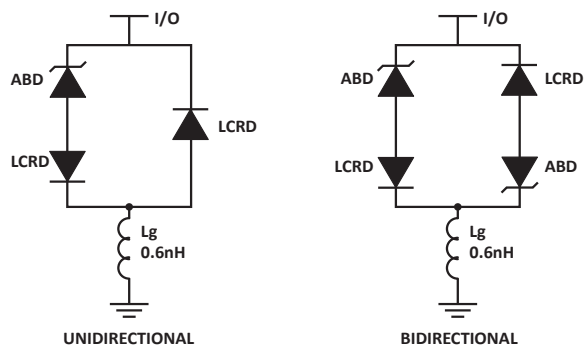 I/O
ABD
LCRD
LCRD
Lg
0.6nH
UNIDIRECTIONAL
I/O
ABD
LCRD
LCRD
ABD
Lg
0.6nH
BIDIRECTIONAL